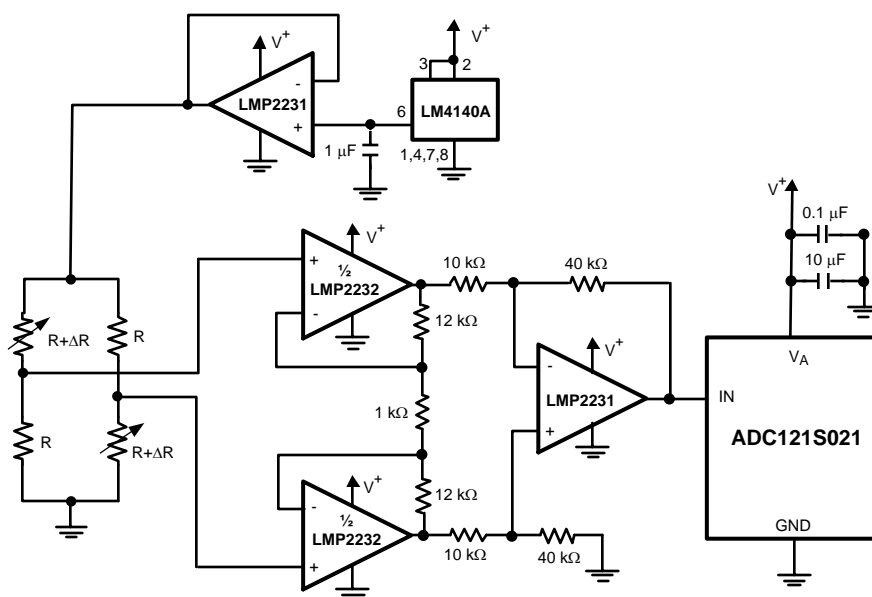 V+
V+
3
2
-
LMP2231
+
6
LM4140A
1 μF
1,4,7,8
V+
0.1 μF
10 μF
V+
+
½
LMP2232
-
10 kΩ
40 kΩ
12 kΩ
R+ΔR
R
V+
-
LMP2231
+
VA
IN
ADC121S021
GND
1 kΩ
R
R+ΔR
V+
-
½
LMP2232
+
12 kΩ
10 kΩ
40 kΩ